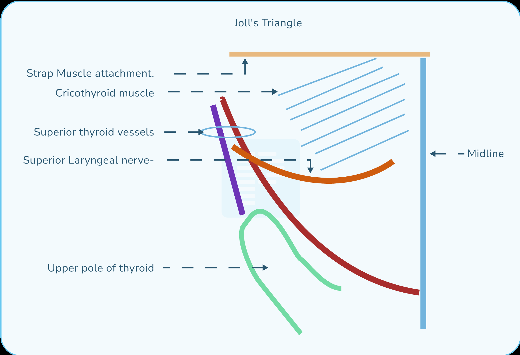 Joll's Triangle
Strap Muscle attachment.
Cricothyroid muscle
Superior thyroid vessels
Superior Laryngeal nerve-
Midline
Upper pole of thyroid